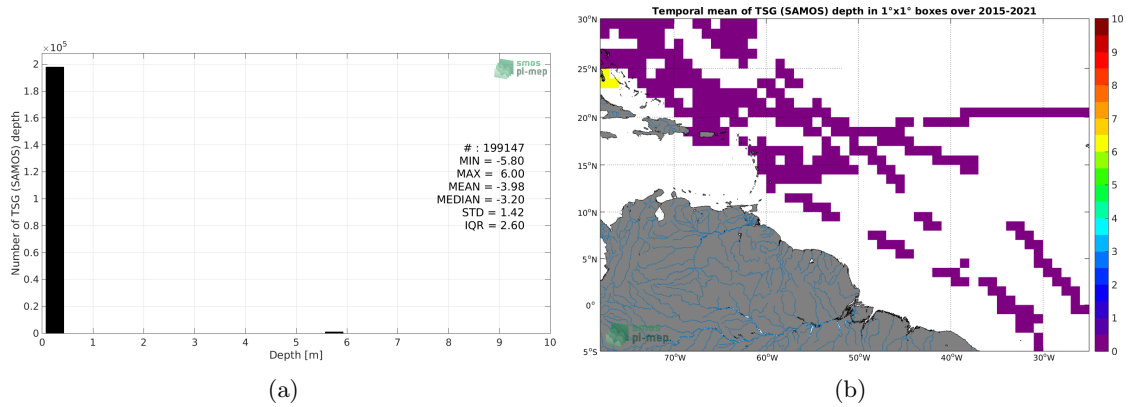 ×10⁵
2
1.8
1.6
1.4
1.2
1
0.8
0.6
0.4
0.2
0
Number of TSG (SAMOS) depth
smos
pi-mep
# : 199147
MIN = -5.80
MAX = 6.00
MEAN = -3.98
MEDIAN = -3.20
STD = 1.42
IQR = 2.60
0 1 2 3 4 5 6 7 8 9 10
Depth [m]
(a)
Temporal mean of TSG (SAMOS) depth in 1°x1° boxes over 2015-2021
30°N
25°N
20°N
15°N
10°N
5°N
0°
5°S
smos
pi-mep
70°W 60°W 50°W 40°W 30°W
10
9
8
7
6
5
4
3
2
1
0
(b)